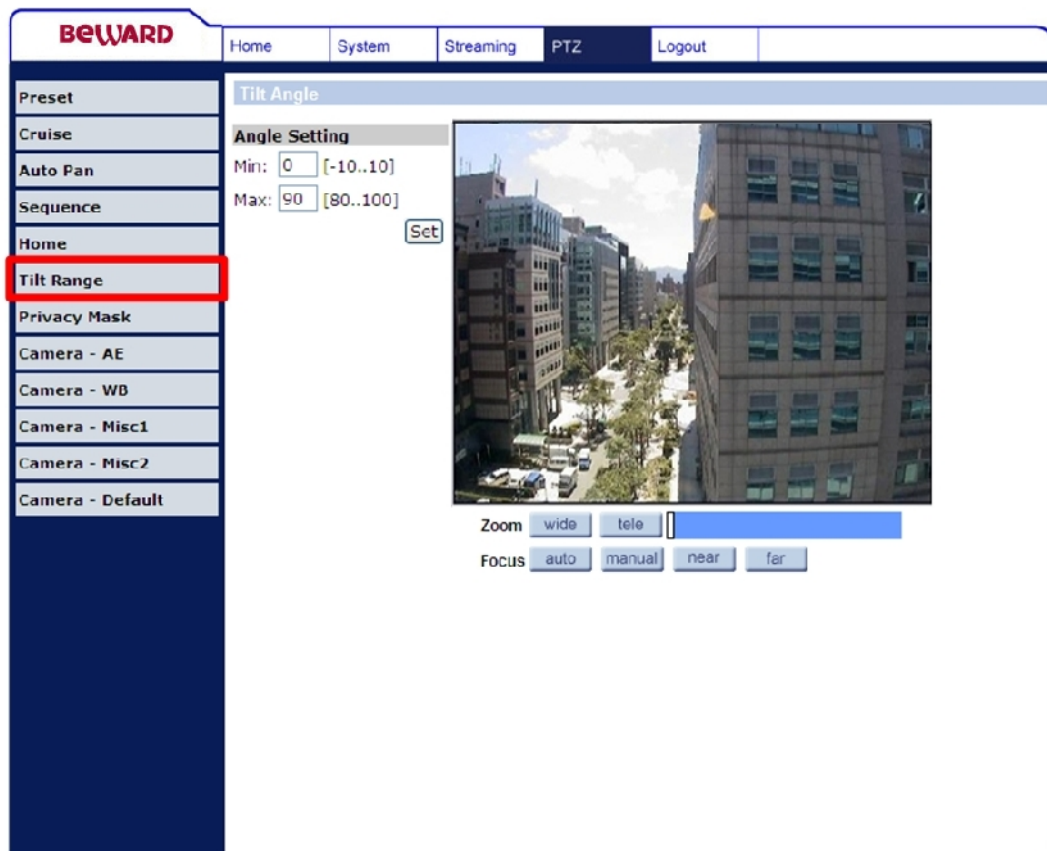 BEWARD
Home System Streaming PTZ Logout
Preset
Cruise
Auto Pan
Sequence
Home
Tilt Range
Privacy Mask
Camera - AE
Camera - WB
Camera - Misc1
Camera - Misc2
Camera - Default
Tilt Angle
Angle Setting
Min: 0 [-10..10]
Max: 90 [80..100]
Set
Zoom wide tele
Focus auto manual near far